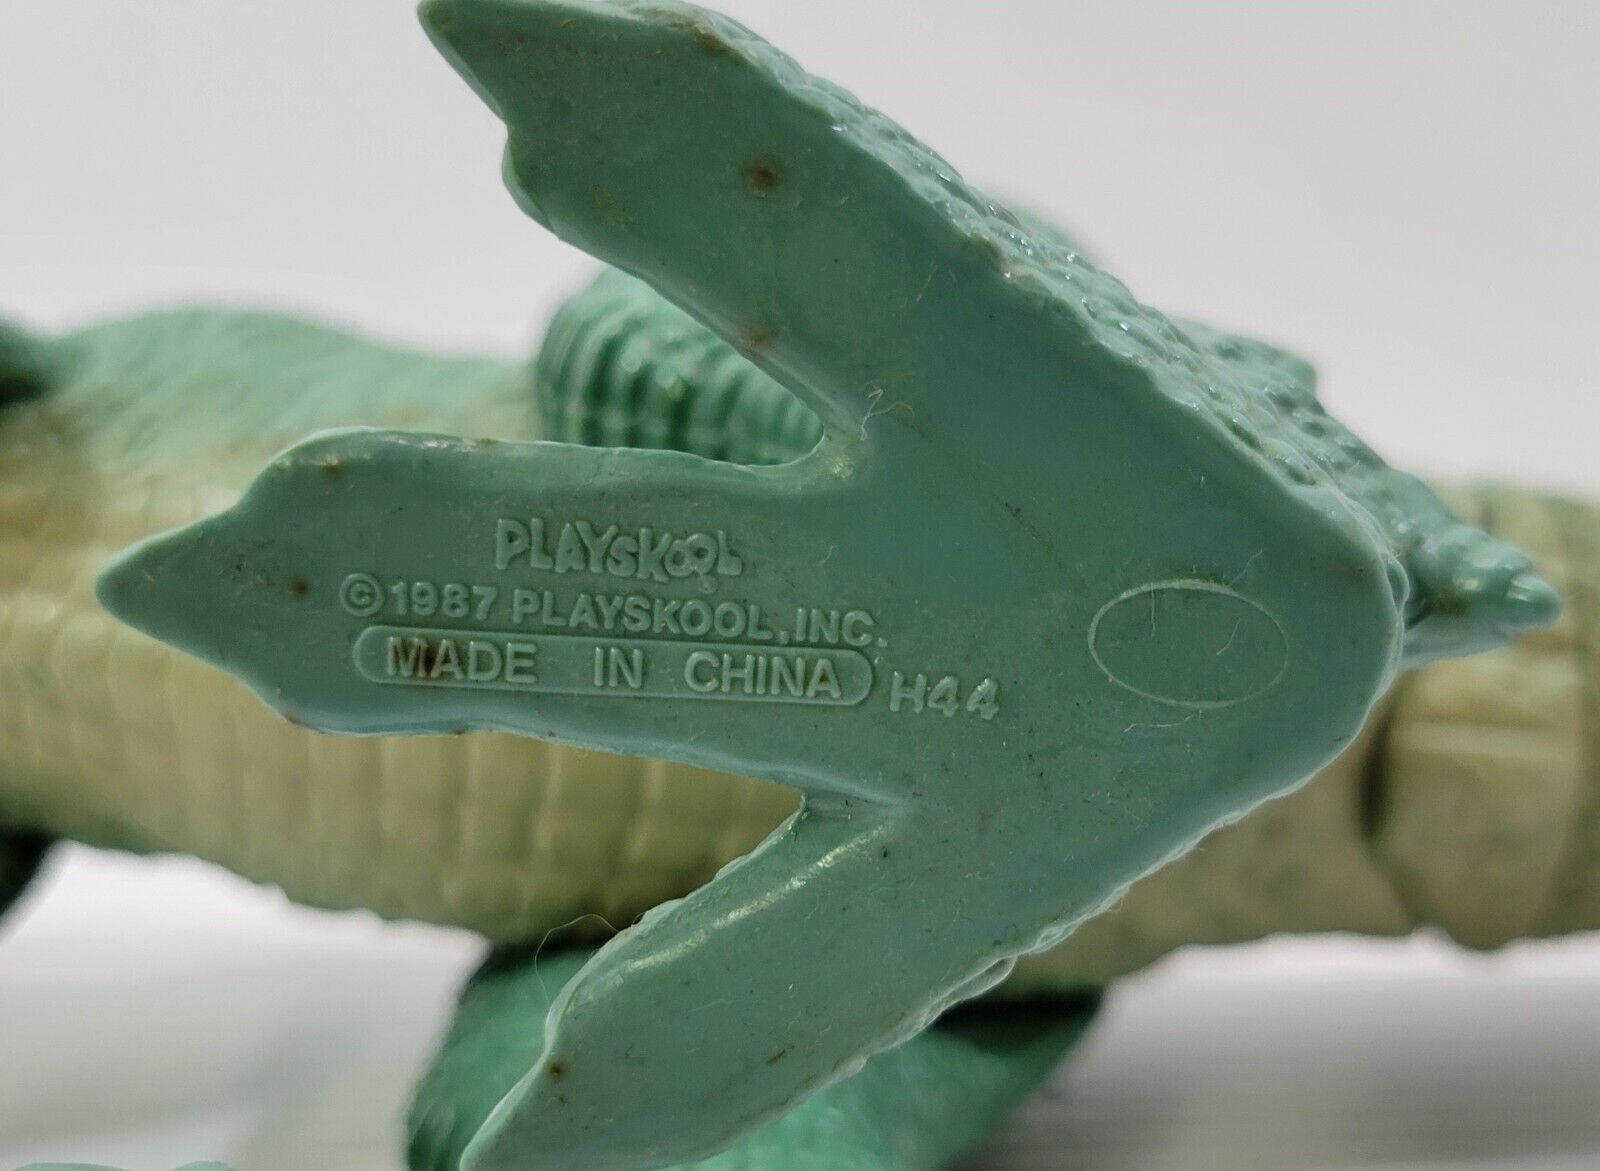 PLAYSKOOL
©1987 PLAYSKOOL, INC.
MADE IN CHINA H44